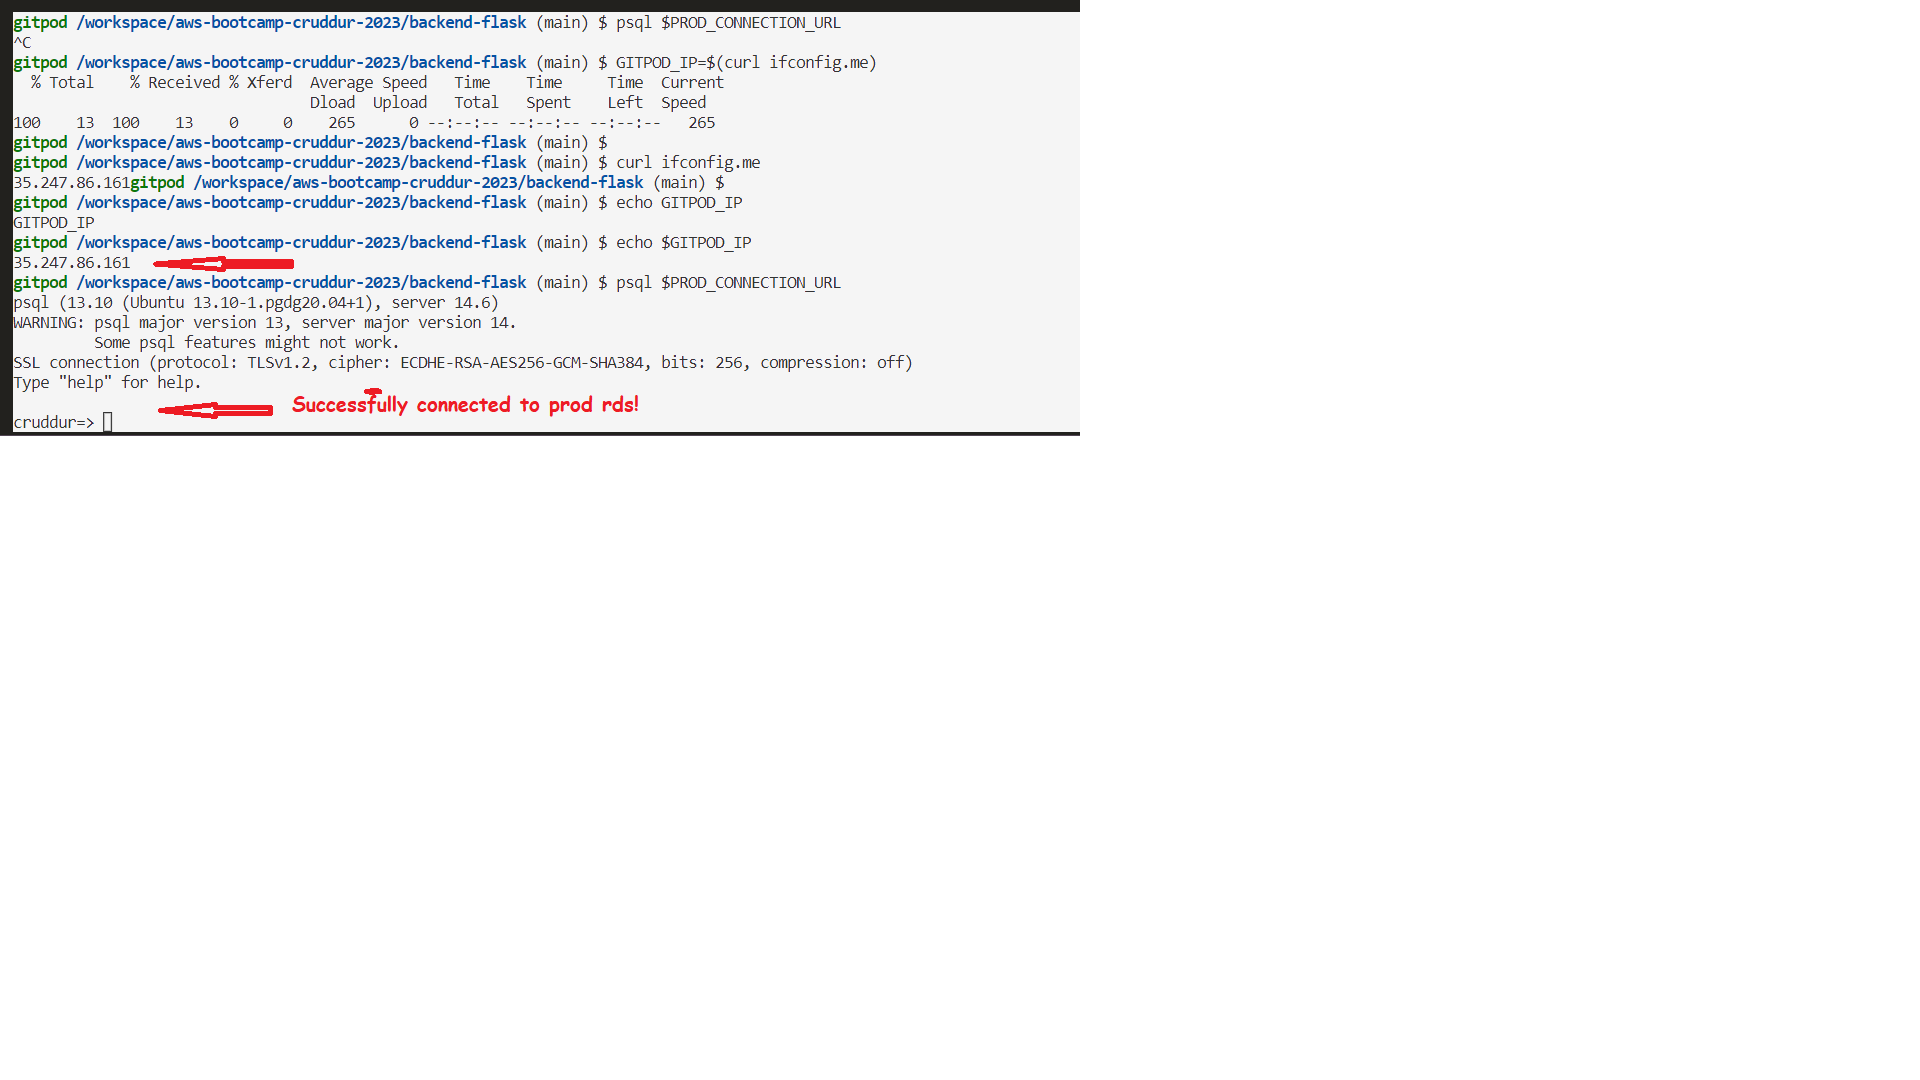 gitpod /workspace/aws-bootcamp-cruddur-2023/backend-flask (main) $ psql $PROD_CONNECTION_URL
^C
gitpod /workspace/aws-bootcamp-cruddur-2023/backend-flask (main) $ GITPOD_IP=$(curl ifconfig.me)
  % Total    % Received % Xferd  Average Speed   Time    Time     Time  Current
                                 Dload  Upload   Total   Spent    Left  Speed
100    13  100    13    0     0    265      0 --:--:-- --:--:-- --:--:--   265
gitpod /workspace/aws-bootcamp-cruddur-2023/backend-flask (main) $
gitpod /workspace/aws-bootcamp-cruddur-2023/backend-flask (main) $ curl ifconfig.me
35.247.86.161gitpod /workspace/aws-bootcamp-cruddur-2023/backend-flask (main) $
gitpod /workspace/aws-bootcamp-cruddur-2023/backend-flask (main) $ echo GITPOD_IP
GITPOD_IP
gitpod /workspace/aws-bootcamp-cruddur-2023/backend-flask (main) $ echo $GITPOD_IP
35.247.86.161
gitpod /workspace/aws-bootcamp-cruddur-2023/backend-flask (main) $ psql $PROD_CONNECTION_URL
psql (13.10 (Ubuntu 13.10-1.pgdg20.04+1), server 14.6)
WARNING: psql major version 13, server major version 14.
         Some psql features might not work.
SSL connection (protocol: TLSv1.2, cipher: ECDHE-RSA-AES256-GCM-SHA384, bits: 256, compression: off)
Type "help" for help.
Successfully connected to prod rds!
cruddur=>